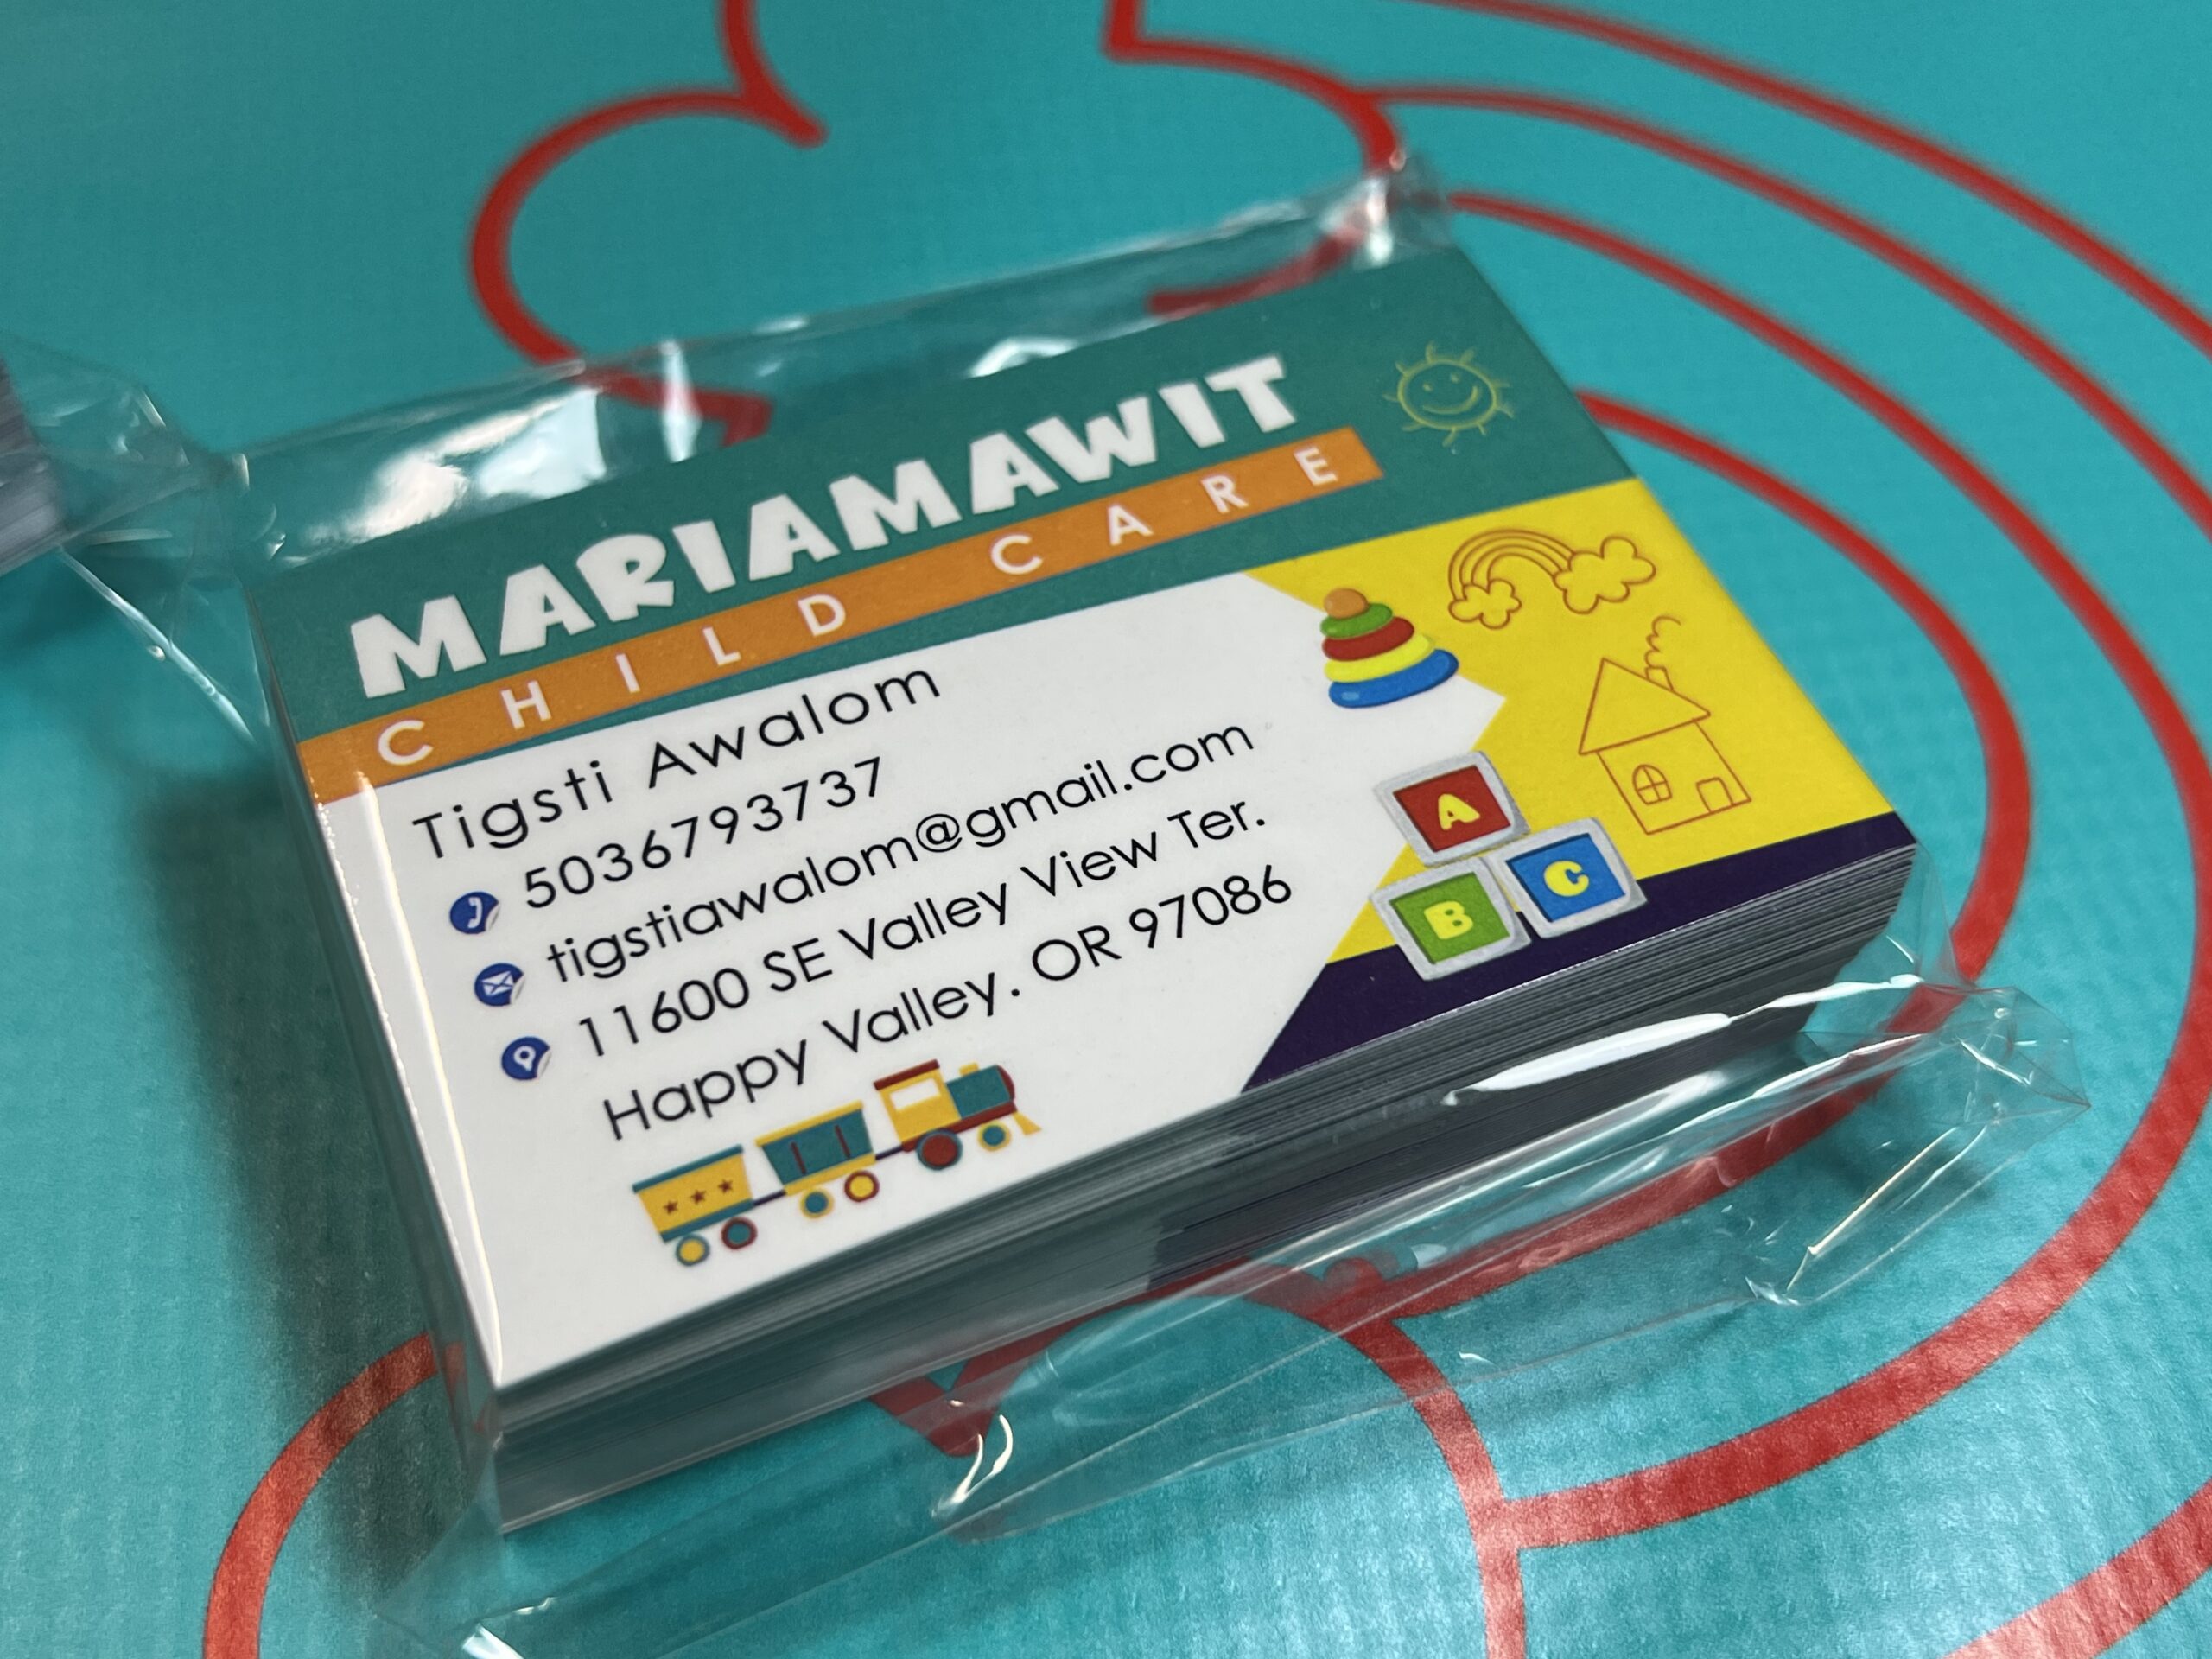 MARIAMAWIT
CHILD CARE
Tigsti Awalom
5036793737
tigstiawalom@gmail.com
11600 SE Valley View Ter.
Happy Valley. OR 97086
A
B C